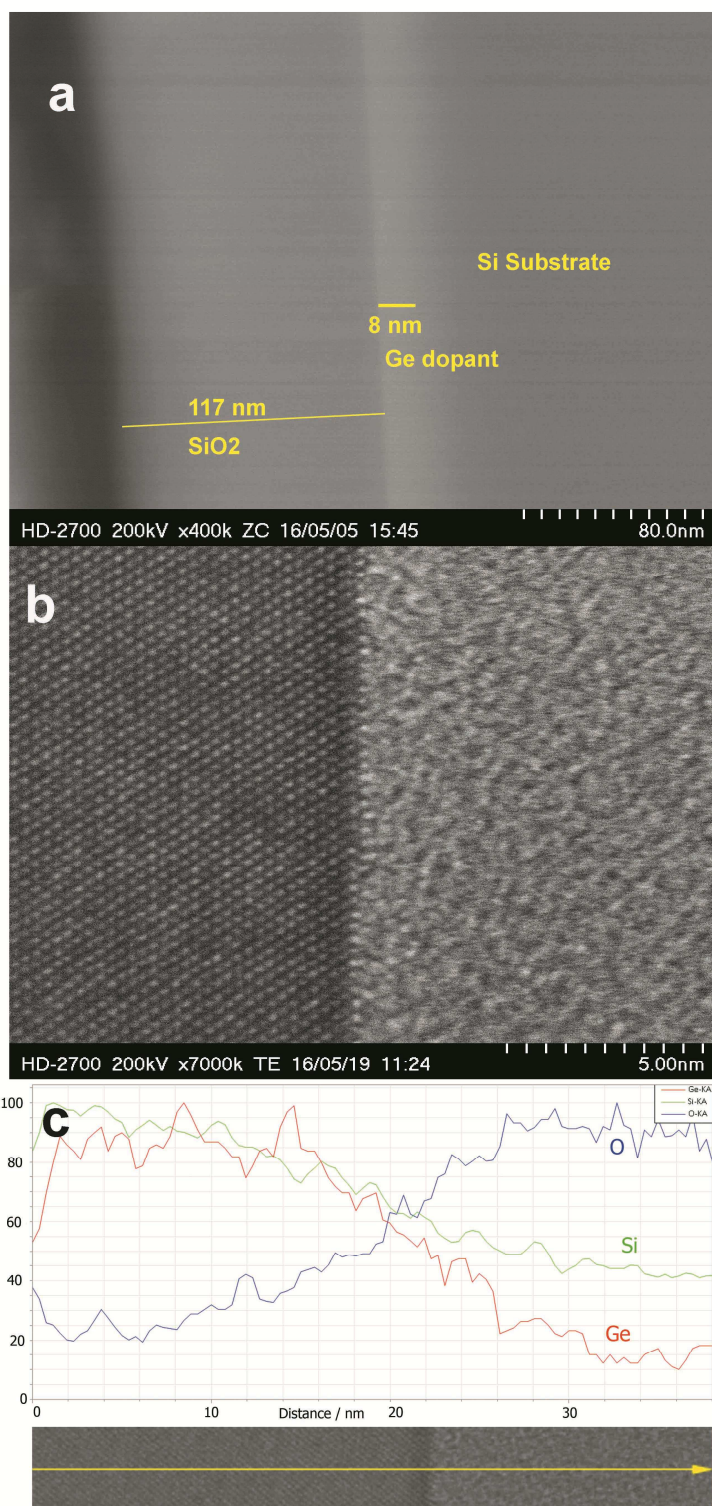 a
Si Substrate
8 nm
Ge dopant
117 nm
SiO2
HD-2700 200kV x400k ZC 16/05/05 15:45
80.0nm
b
HD-2700 200kV x7000k TE 16/05/19 11:24
5.00nm
c
Ge-KA
Si-KA
O-KA
100
80
60
40
20
0
O
Si
Ge
0 10 20 30
Distance / nm